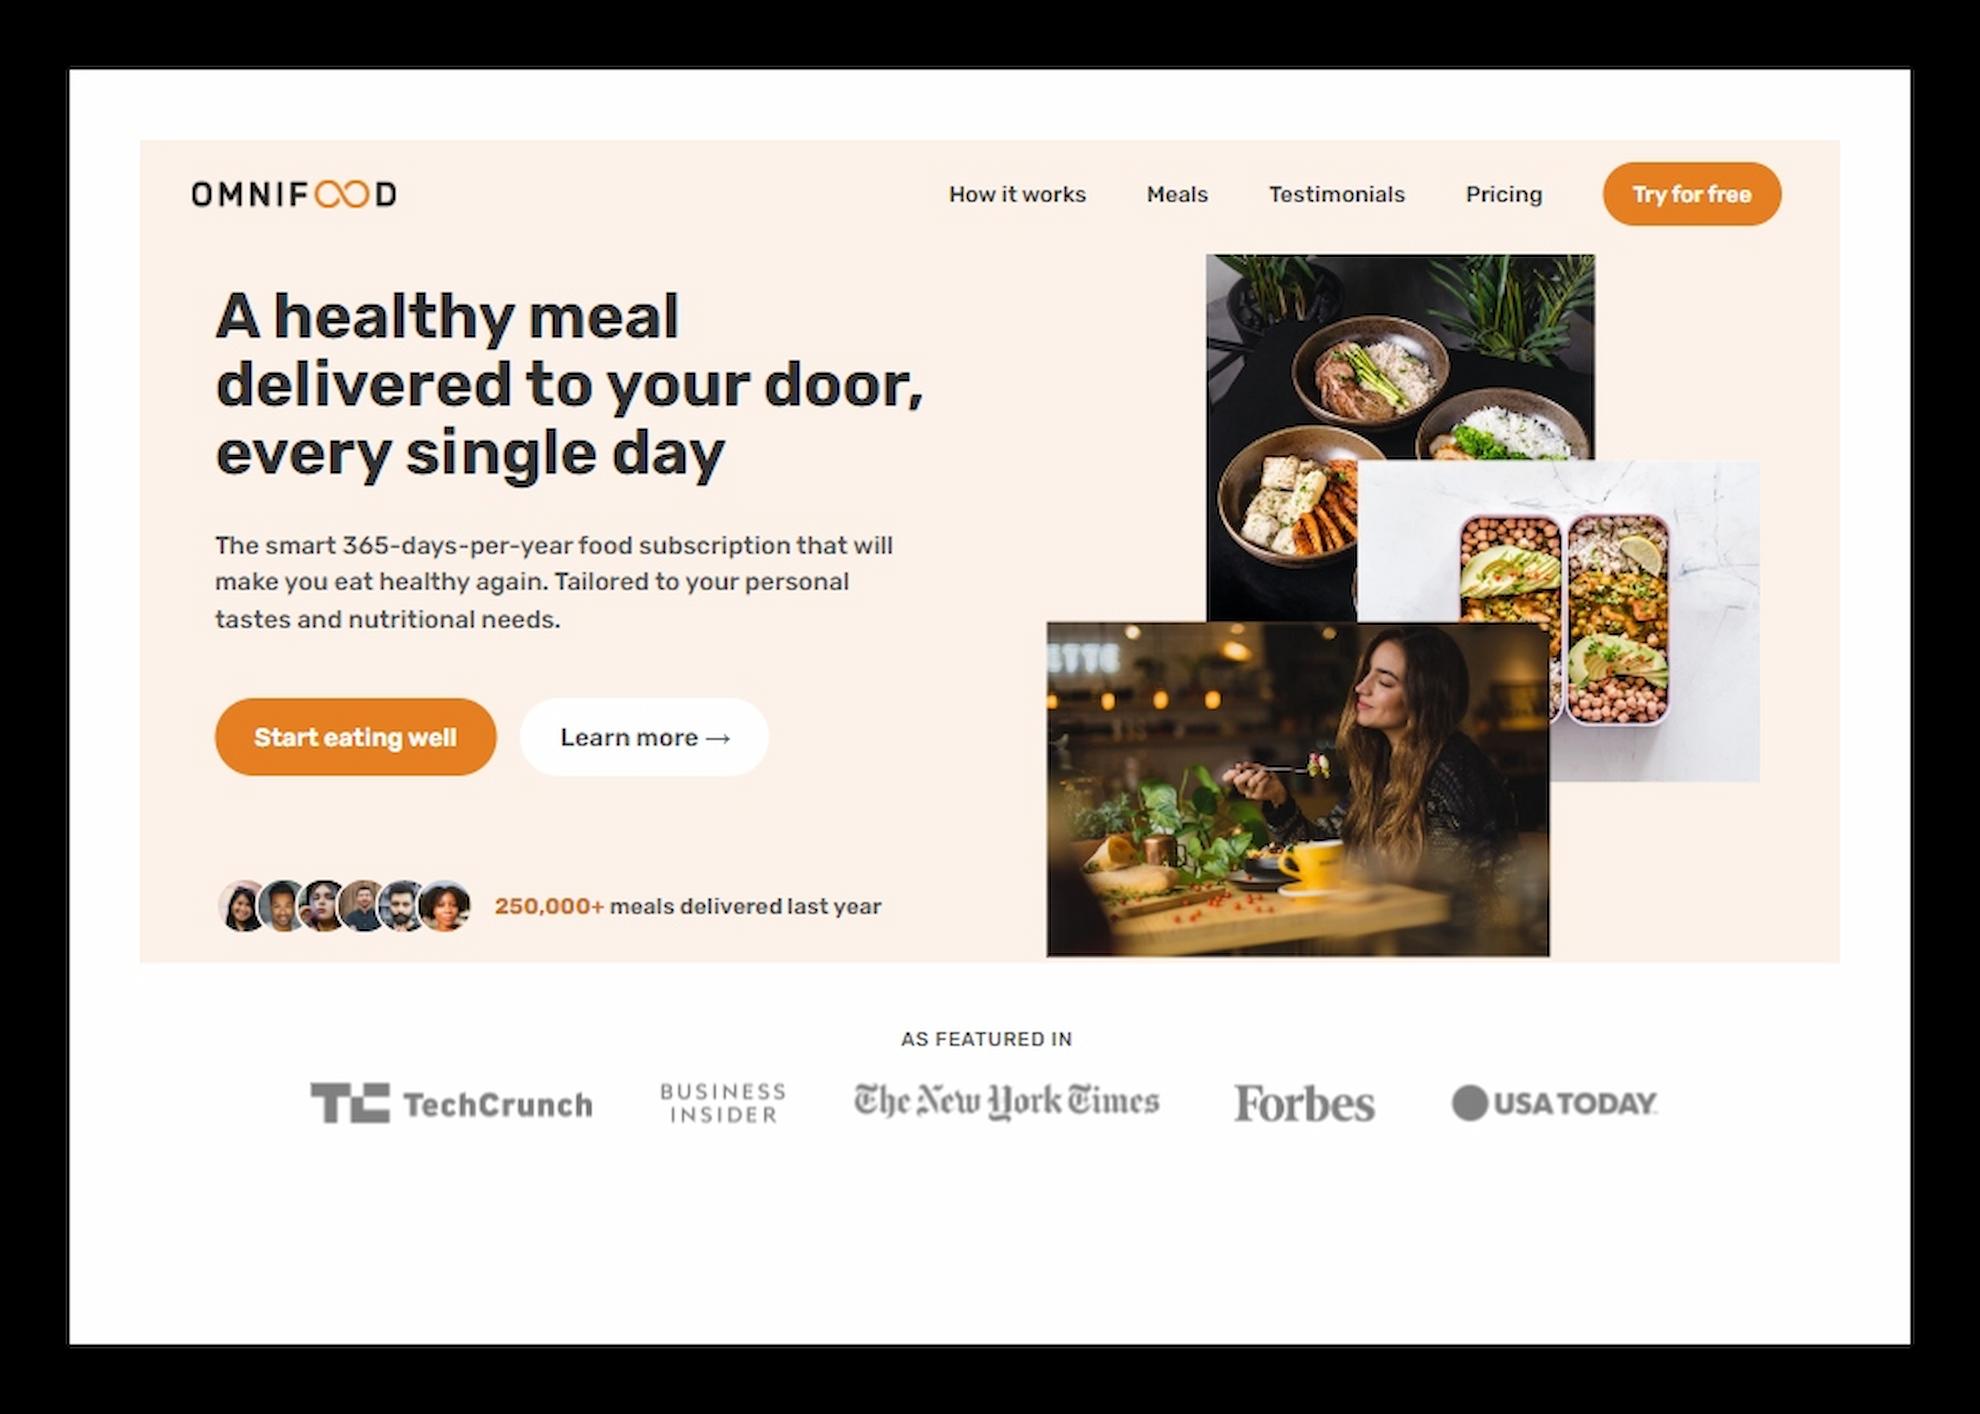 OMNIFOOD
How it works
Meals
Testimonials
Pricing
Try for free
A healthy meal
delivered to your door,
every single day
The smart 365-days-per-year food subscription that will
make you eat healthy again. Tailored to your personal
tastes and nutritional needs.
Start eating well
Learn more →
250,000+ meals delivered last year
ETTE
AS FEATURED IN
TC TechCrunch
BUSINESS
INSIDER
The New York Times
Forbes
USA TODAY